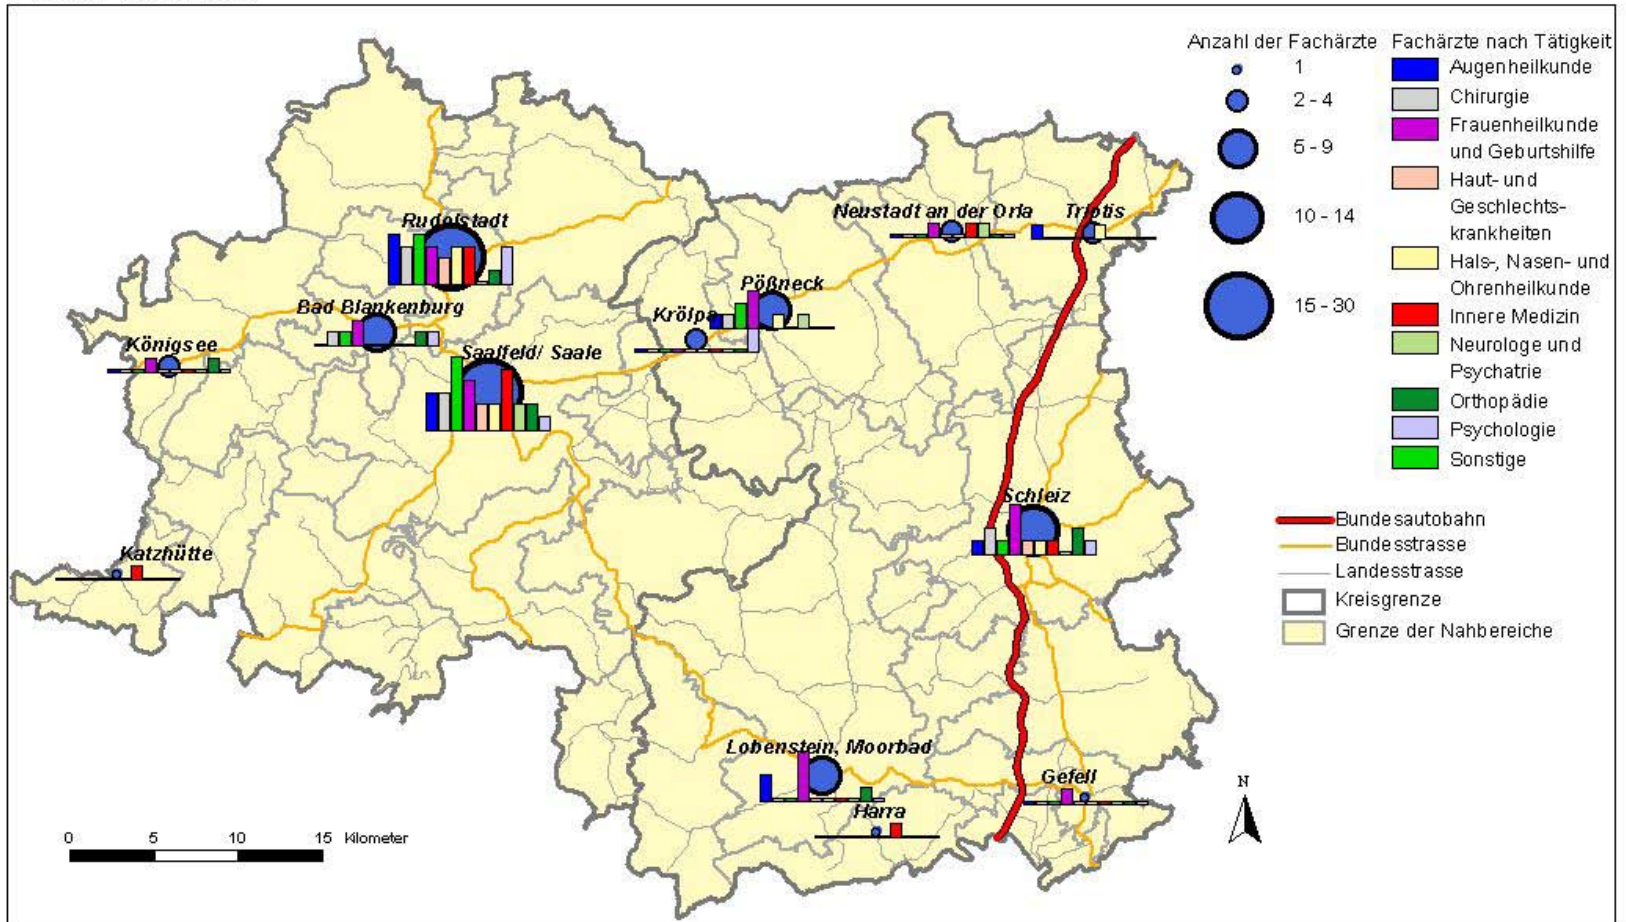 Anzahl der Fachärzte
1
2 - 4
5 - 9
10 - 14
15 - 30
Fachärzte nach Tätigkeit
Augenheilkunde
Chirurgie
Frauenheilkunde
und Geburtshilfe
Haut- und
Geschlechts-
krankheiten
Hals-, Nasen- und
Ohrenheilkunde
Innere Medizin
Neurologe und
Psychatrie
Orthopädie
Psychologie
Sonstige
Bundesautobahn
Bundesstrasse
Landesstrasse
Kreisgrenze
Grenze der Nahbereiche
Rudolstadt
Neustadt an der Orla
Triptis
Bad Blankenburg
Pößneck
Krölpa
Königsee
Saalfeld/ Saale
Schleiz
Katzhütte
Lobenstein, Moorbad
Gefell
Harra
N
0 5 10 15 Kilometer